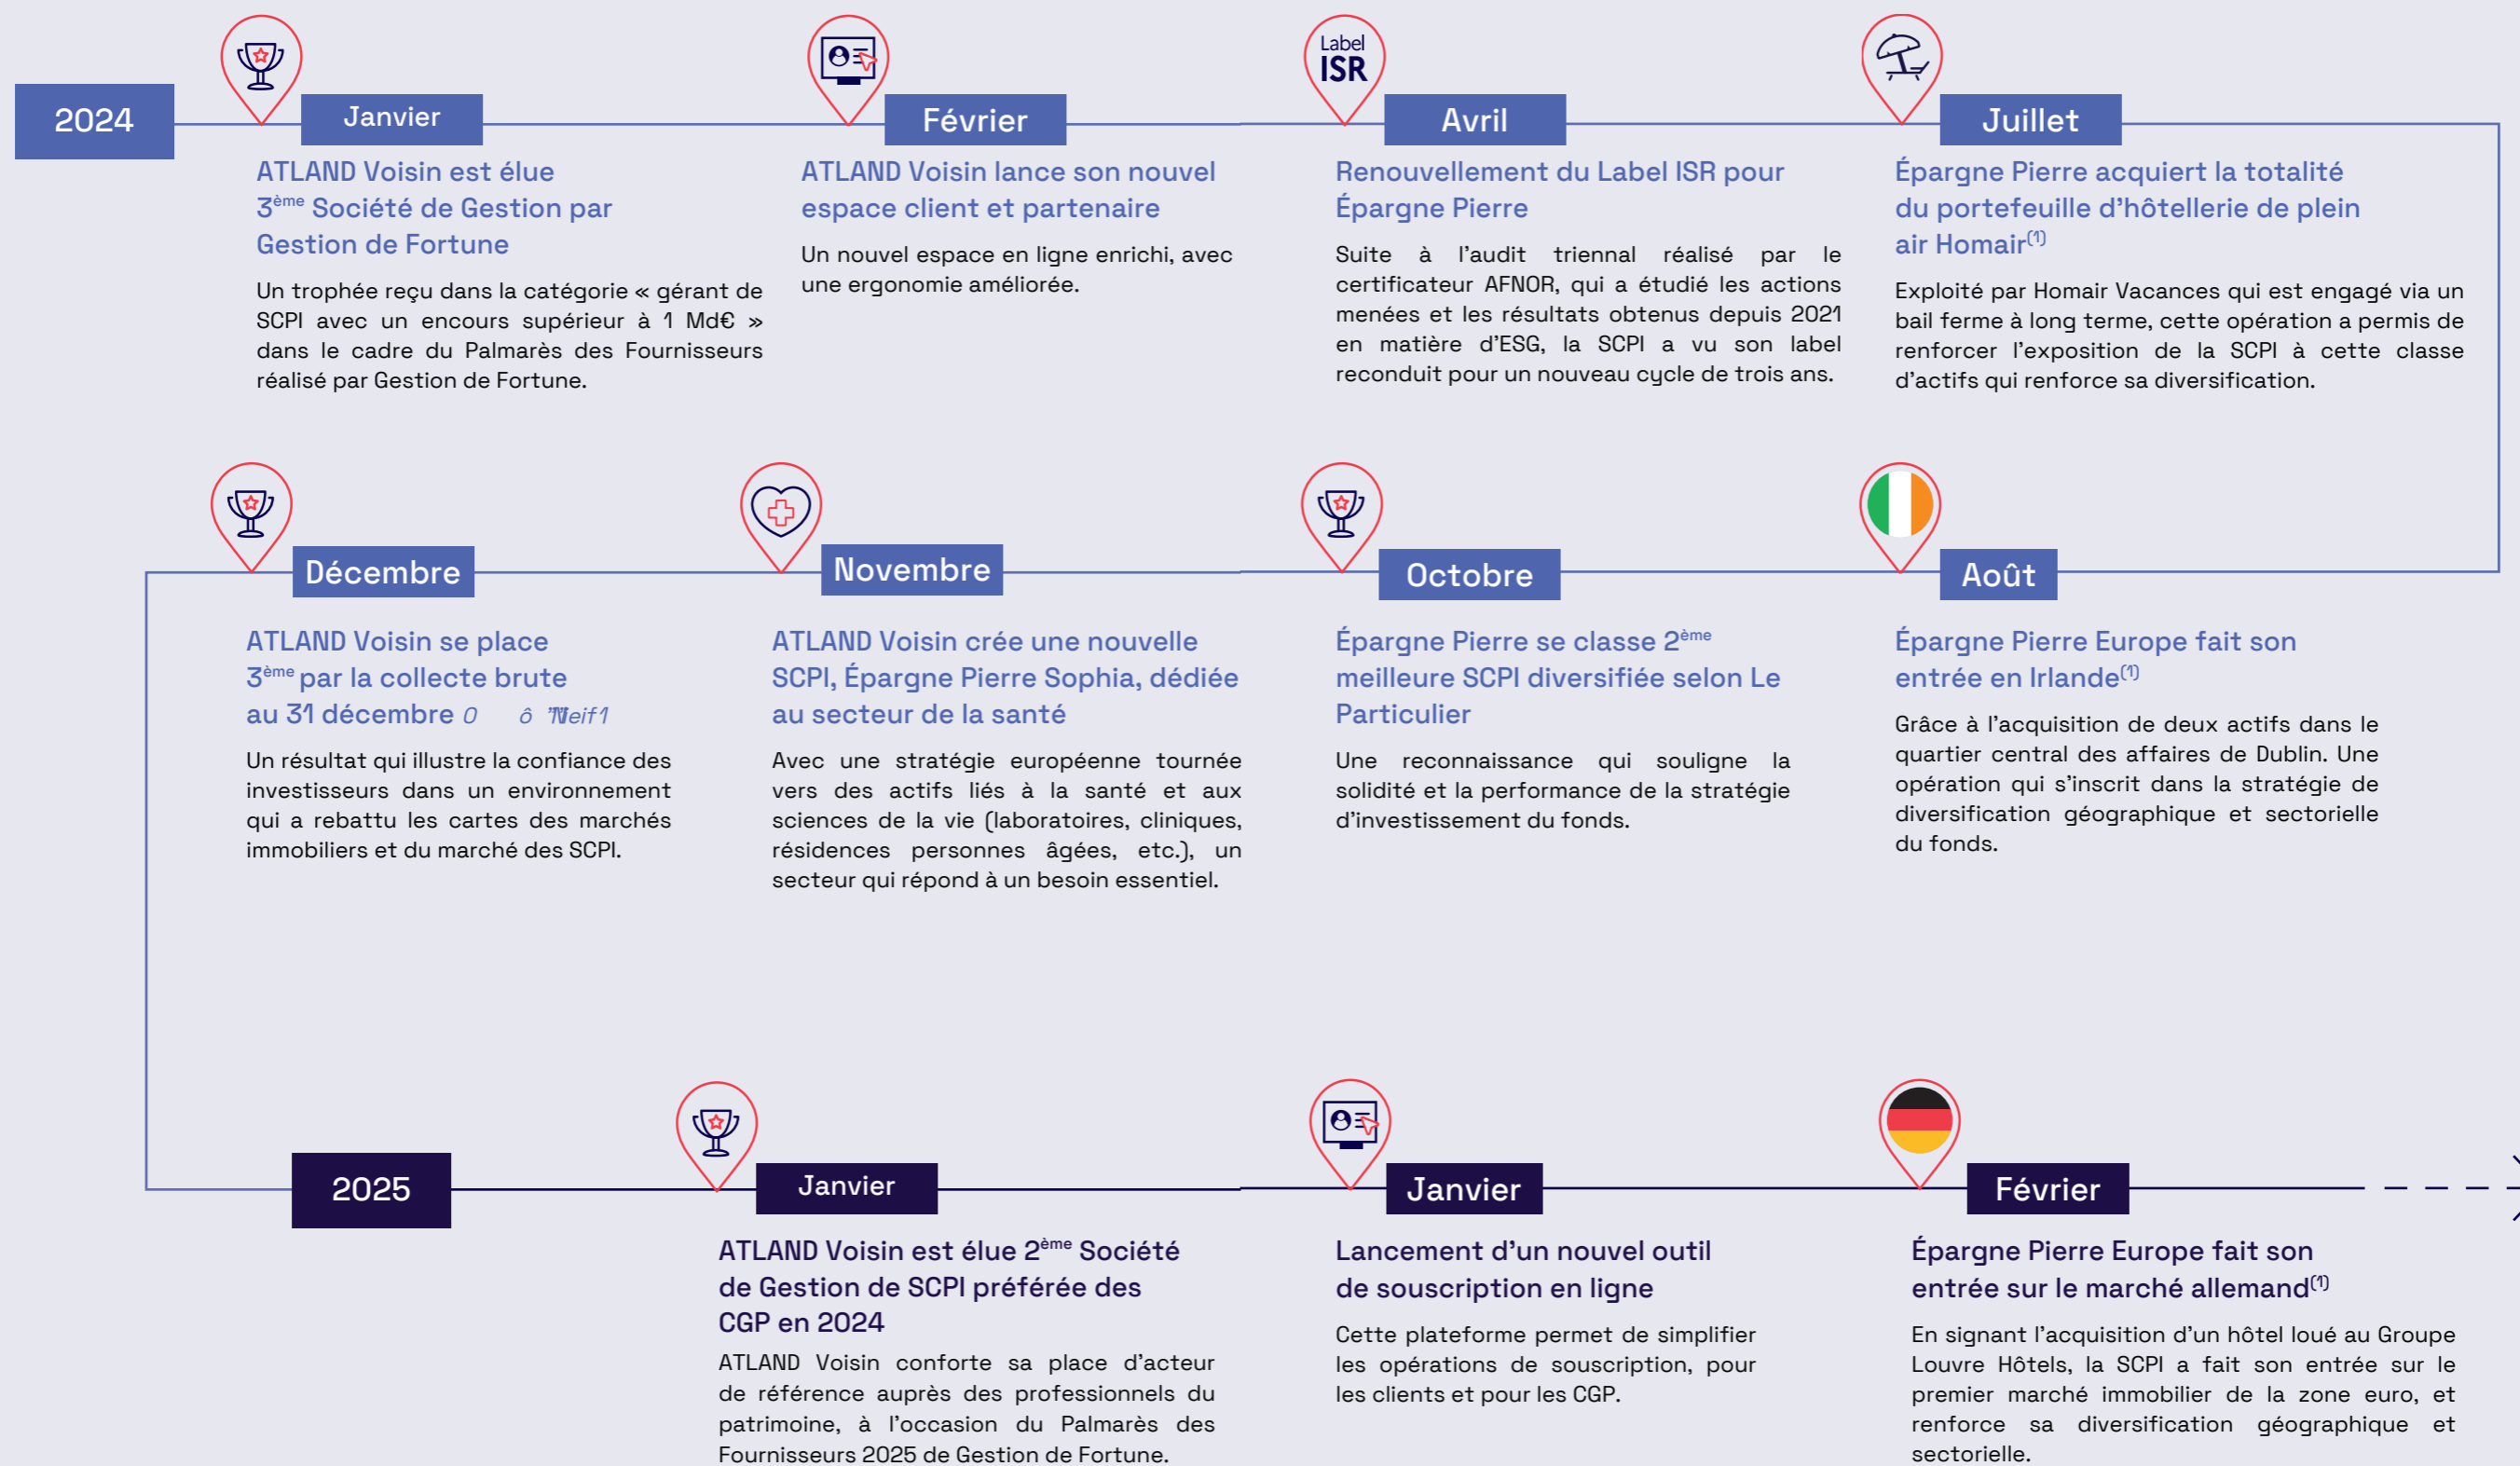 2024
Label
ISR
Janvier
ATLAND Voisin est élue
3ème Société de Gestion par
Gestion de Fortune
Un trophée reçu dans la catégorie « gérant de
SCPI avec un encours supérieur à 1 Md€ »
dans le cadre du Palmarès des Fournisseurs
réalisé par Gestion de Fortune.
Février
ATLAND Voisin lance son nouvel
espace client et partenaire
Un nouvel espace en ligne enrichi, avec
une ergonomie améliorée.
Avril
Renouvellement du Label ISR pour
Épargne Pierre
Suite à l’audit triennal réalisé par le
certificateur AFNOR, qui a étudié les actions
menées et les résultats obtenus depuis 2021
en matière d’ESG, la SCPI a vu son label
reconduit pour un nouveau cycle de trois ans.
Juillet
Épargne Pierre acquiert la totalité
du portefeuille d’hôtellerie de plein
air Homair(1)
Exploité par Homair Vacances qui est engagé via un
bail ferme à long terme, cette opération a permis de
renforcer l’exposition de la SCPI à cette classe
d’actifs qui renforce sa diversification.
Août
Épargne Pierre Europe fait son
entrée en Irlande(1)
Grâce à l’acquisition de deux actifs dans le
quartier central des affaires de Dublin. Une
opération qui s’inscrit dans la stratégie de
diversification géographique et sectorielle
du fonds.
Octobre
Épargne Pierre se classe 2ème
meilleure SCPI diversifiée selon Le
Particulier
Une reconnaissance qui souligne la
solidité et la performance de la stratégie
d’investissement du fonds.
Novembre
ATLAND Voisin crée une nouvelle
SCPI, Épargne Pierre Sophia, dédiée
au secteur de la santé
Avec une stratégie européenne tournée
vers des actifs liés à la santé et aux
sciences de la vie (laboratoires, cliniques,
résidences personnes âgées, etc.), un
secteur qui répond à un besoin essentiel.
Décembre
ATLAND Voisin se place
3ème par la collecte brute
au 31 décembre
Un résultat qui illustre la confiance des
investisseurs dans un environnement
qui a rebattu les cartes des marchés
immobiliers et du marché des SCPI.
2025
Janvier
ATLAND Voisin est élue 2ème Société
de Gestion de SCPI préférée des
CGP en 2024
ATLAND Voisin conforte sa place d’acteur
de référence auprès des professionnels du
patrimoine, à l’occasion du Palmarès des
Fournisseurs 2025 de Gestion de Fortune.
Janvier
Lancement d’un nouvel outil
de souscription en ligne
Cette plateforme permet de simplifier
les opérations de souscription, pour
les clients et pour les CGP.
Février
Épargne Pierre Europe fait son
entrée sur le marché allemand(1)
En signant l’acquisition d’un hôtel loué au Groupe
Louvre Hôtels, la SCPI a fait son entrée sur le
premier marché immobilier de la zone euro, et
renforce sa diversification géographique et
sectorielle.